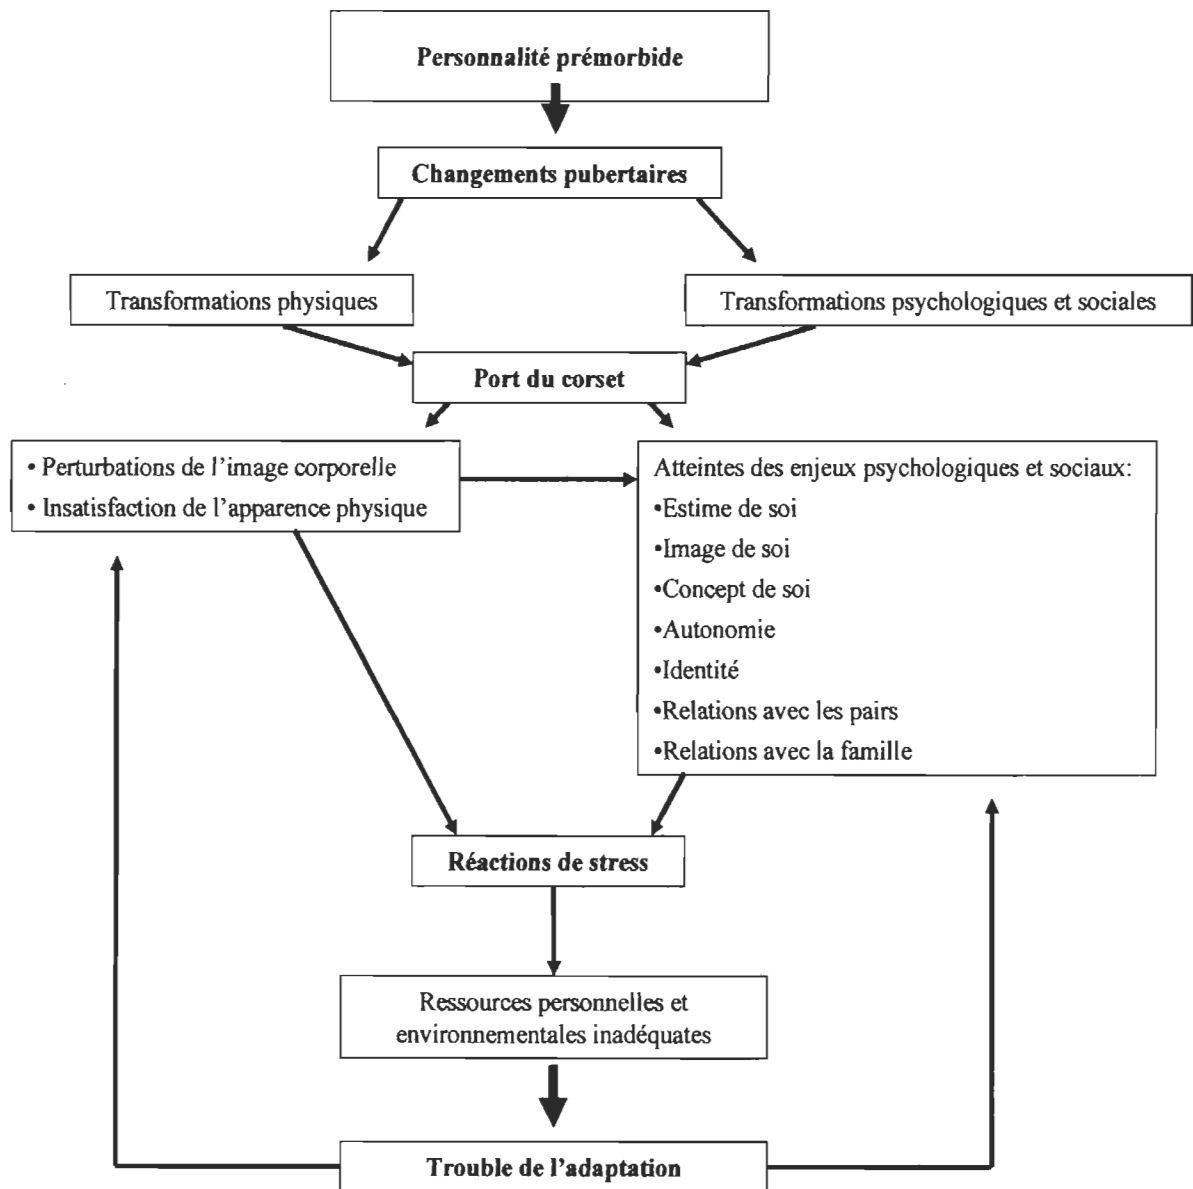 Personnalité prémorbide
Changements pubertaires
Transformations physiques
Transformations psychologiques et sociales
Port du corset
• Perturbations de l'image corporelle
• Insatisfaction de l'apparence physique
Atteintes des enjeux psychologiques et sociaux:
•Estime de soi
•Image de soi
•Concept de soi
•Autonomie
•Identité
•Relations avec les pairs
•Relations avec la famille
Réactions de stress
Ressources personnelles et
environnementales inadéquates
Trouble de l'adaptation